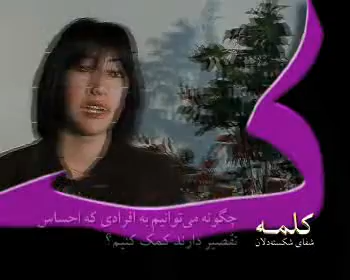 چگونه می‌توانیم به افرادی که احساس
تقصیر دارند کمک کنیم؟
کلمه
شفای شکسته‌دلان